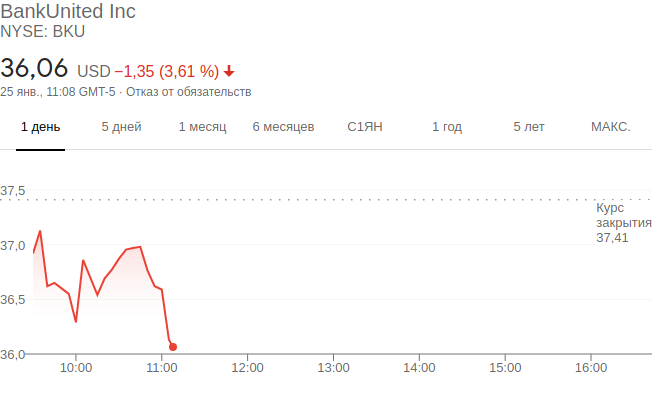 BankUnited Inc
NYSE: BKU
36,06 USD −1,35 (3,61 %)
25 янв., 11:08 GMT-5 · Отказ от обязательств
1 день 5 дней 1 месяц 6 месяцев С1ЯН 1 год 5 лет МАКС.
37,5
Курс
закрытия
37,41
37,0
36,5
36,0
10:00 11:00 12:00 13:00 14:00 15:00 16:00